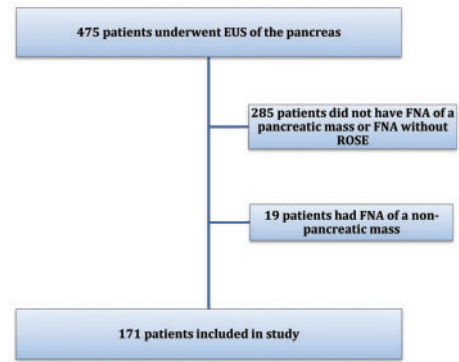 475 patients underwent EUS of the pancreas
285 patients did not have FNA of a
pancreatic mass or FNA without
ROSE
19 patients had FNA of a non-
pancreatic mass
171 patients included in study